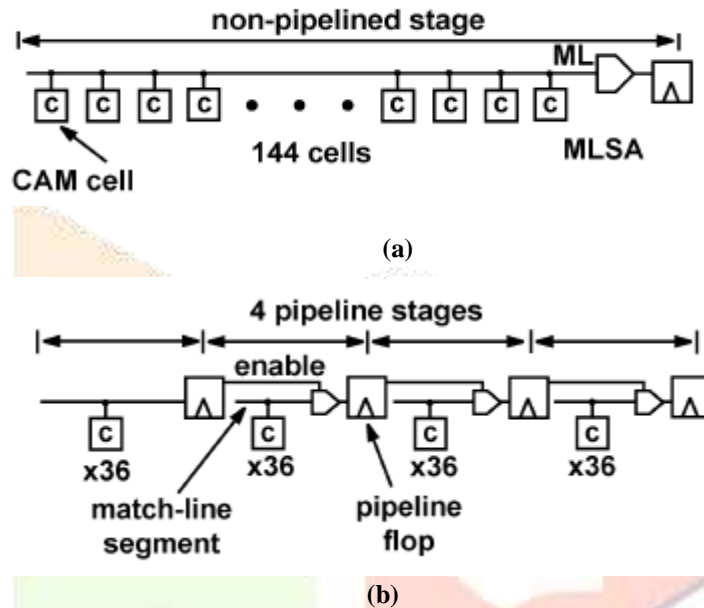 non-pipelined stage
ML
C C C C C C C C
144 cells
MLSA
CAM cell
(a)
4 pipeline stages
enable
C C C C
x36 x36 x36 x36
match-line
segment
pipeline
flop
(b)